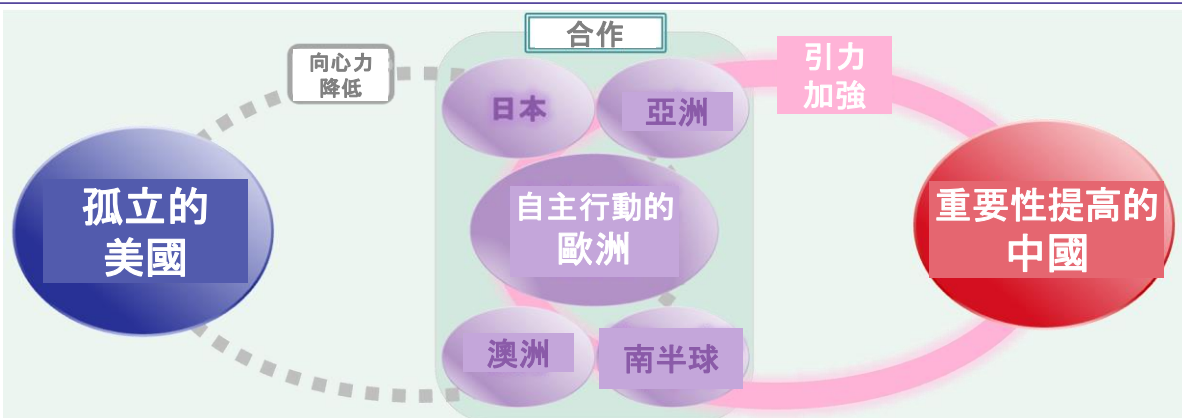 合作
向心力
降低
引力
加強
日本
亞洲
孤立的
美國
自主行動的
歐洲
重要性提高的
中國
澳洲
南半球